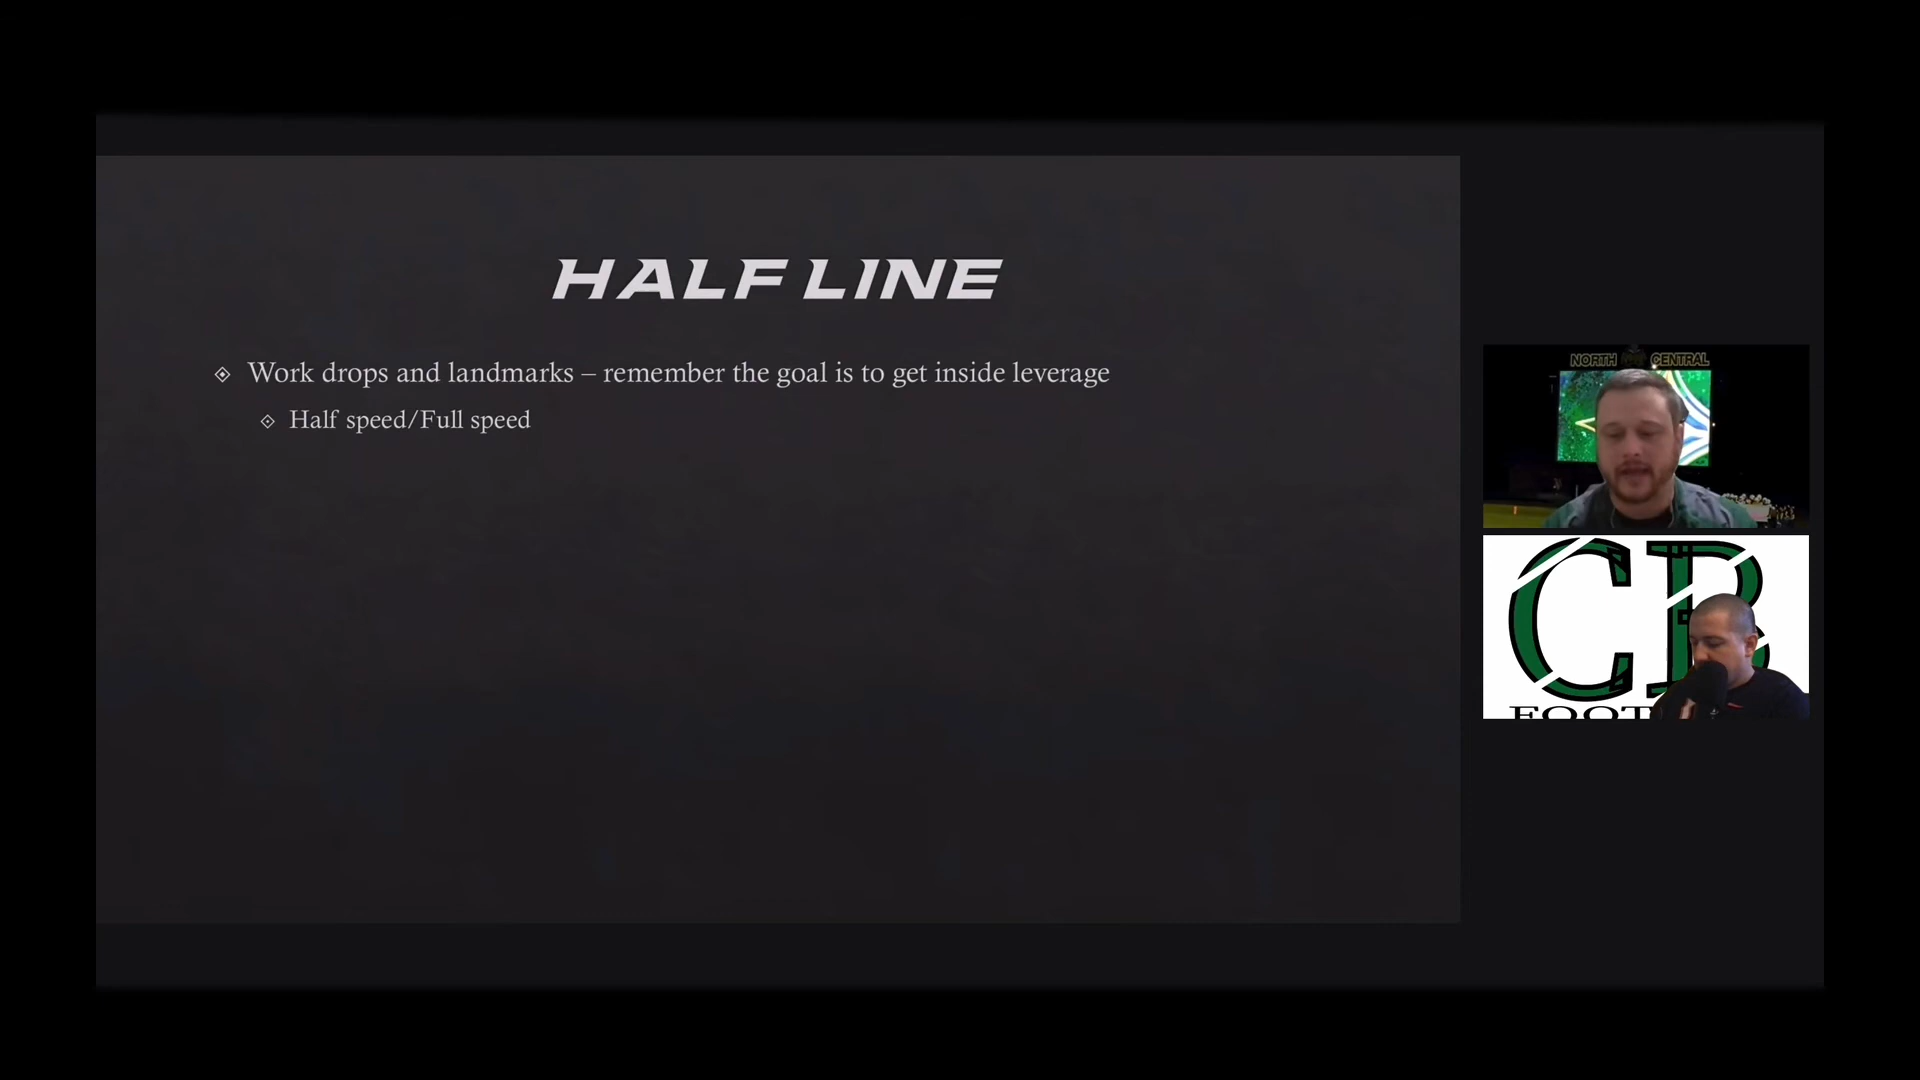 HALF LINE
Work drops and landmarks – remember the goal is to get inside leverage
Half speed/Full speed
NORTH CENTRAL
CB
FOOT